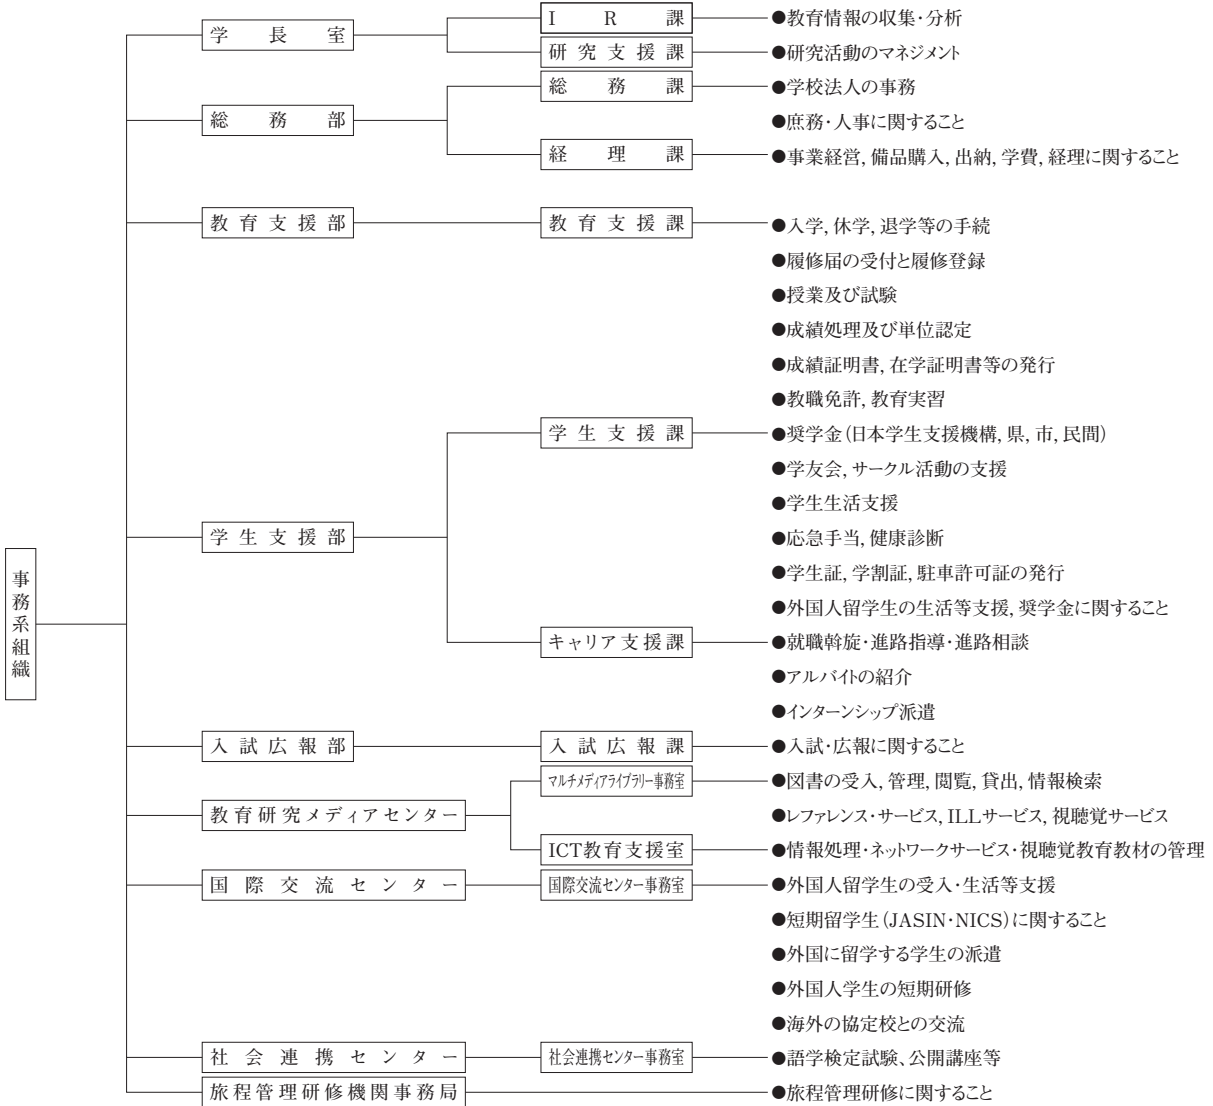 事務系組織
学長室
IR課
●教育情報の収集・分析
研究支援課
●研究活動のマネジメント
総務部
総務課
●学校法人の事務
●庶務・人事に関すること
経理課
●事業経営, 備品購入, 出納, 学費, 経理に関すること
教育支援部
教育支援課
●入学, 休学, 退学等の手続
●履修届の受付と履修登録
●授業及び試験
●成績処理及び単位認定
●成績証明書, 在学証明書等の発行
●教職免許, 教育実習
学生支援部
学生支援課
●奨学金(日本学生支援機構, 県, 市, 民間)
●学友会, サークル活動の支援
●学生生活支援
●応急手当, 健康診断
●学生証, 学割証, 駐車許可証の発行
●外国人留学生の生活等支援, 奨学金に関すること
キャリア支援課
●就職斡旋・進路指導・進路相談
●アルバイトの紹介
●インターンシップ派遣
入試広報部
入試広報課
●入試・広報に関すること
教育研究メディアセンター
マルチメディアライブラリー事務室
●図書の受入, 管理, 閲覧, 貸出, 情報検索
●レファレンス・サービス, ILLサービス, 視聴覚サービス
ICT教育支援室
●情報処理・ネットワークサービス・視聴覚教育教材の管理
国際交流センター
国際交流センター事務室
●外国人留学生の受入・生活等支援
●短期留学生(JASIN・NICS)に関すること
●外国に留学する学生の派遣
●外国人学生の短期研修
●海外の協定校との交流
社会連携センター
社会連携センター事務室
●語学検定試験、公開講座等
旅程管理研修機関事務局
●旅程管理研修に関すること